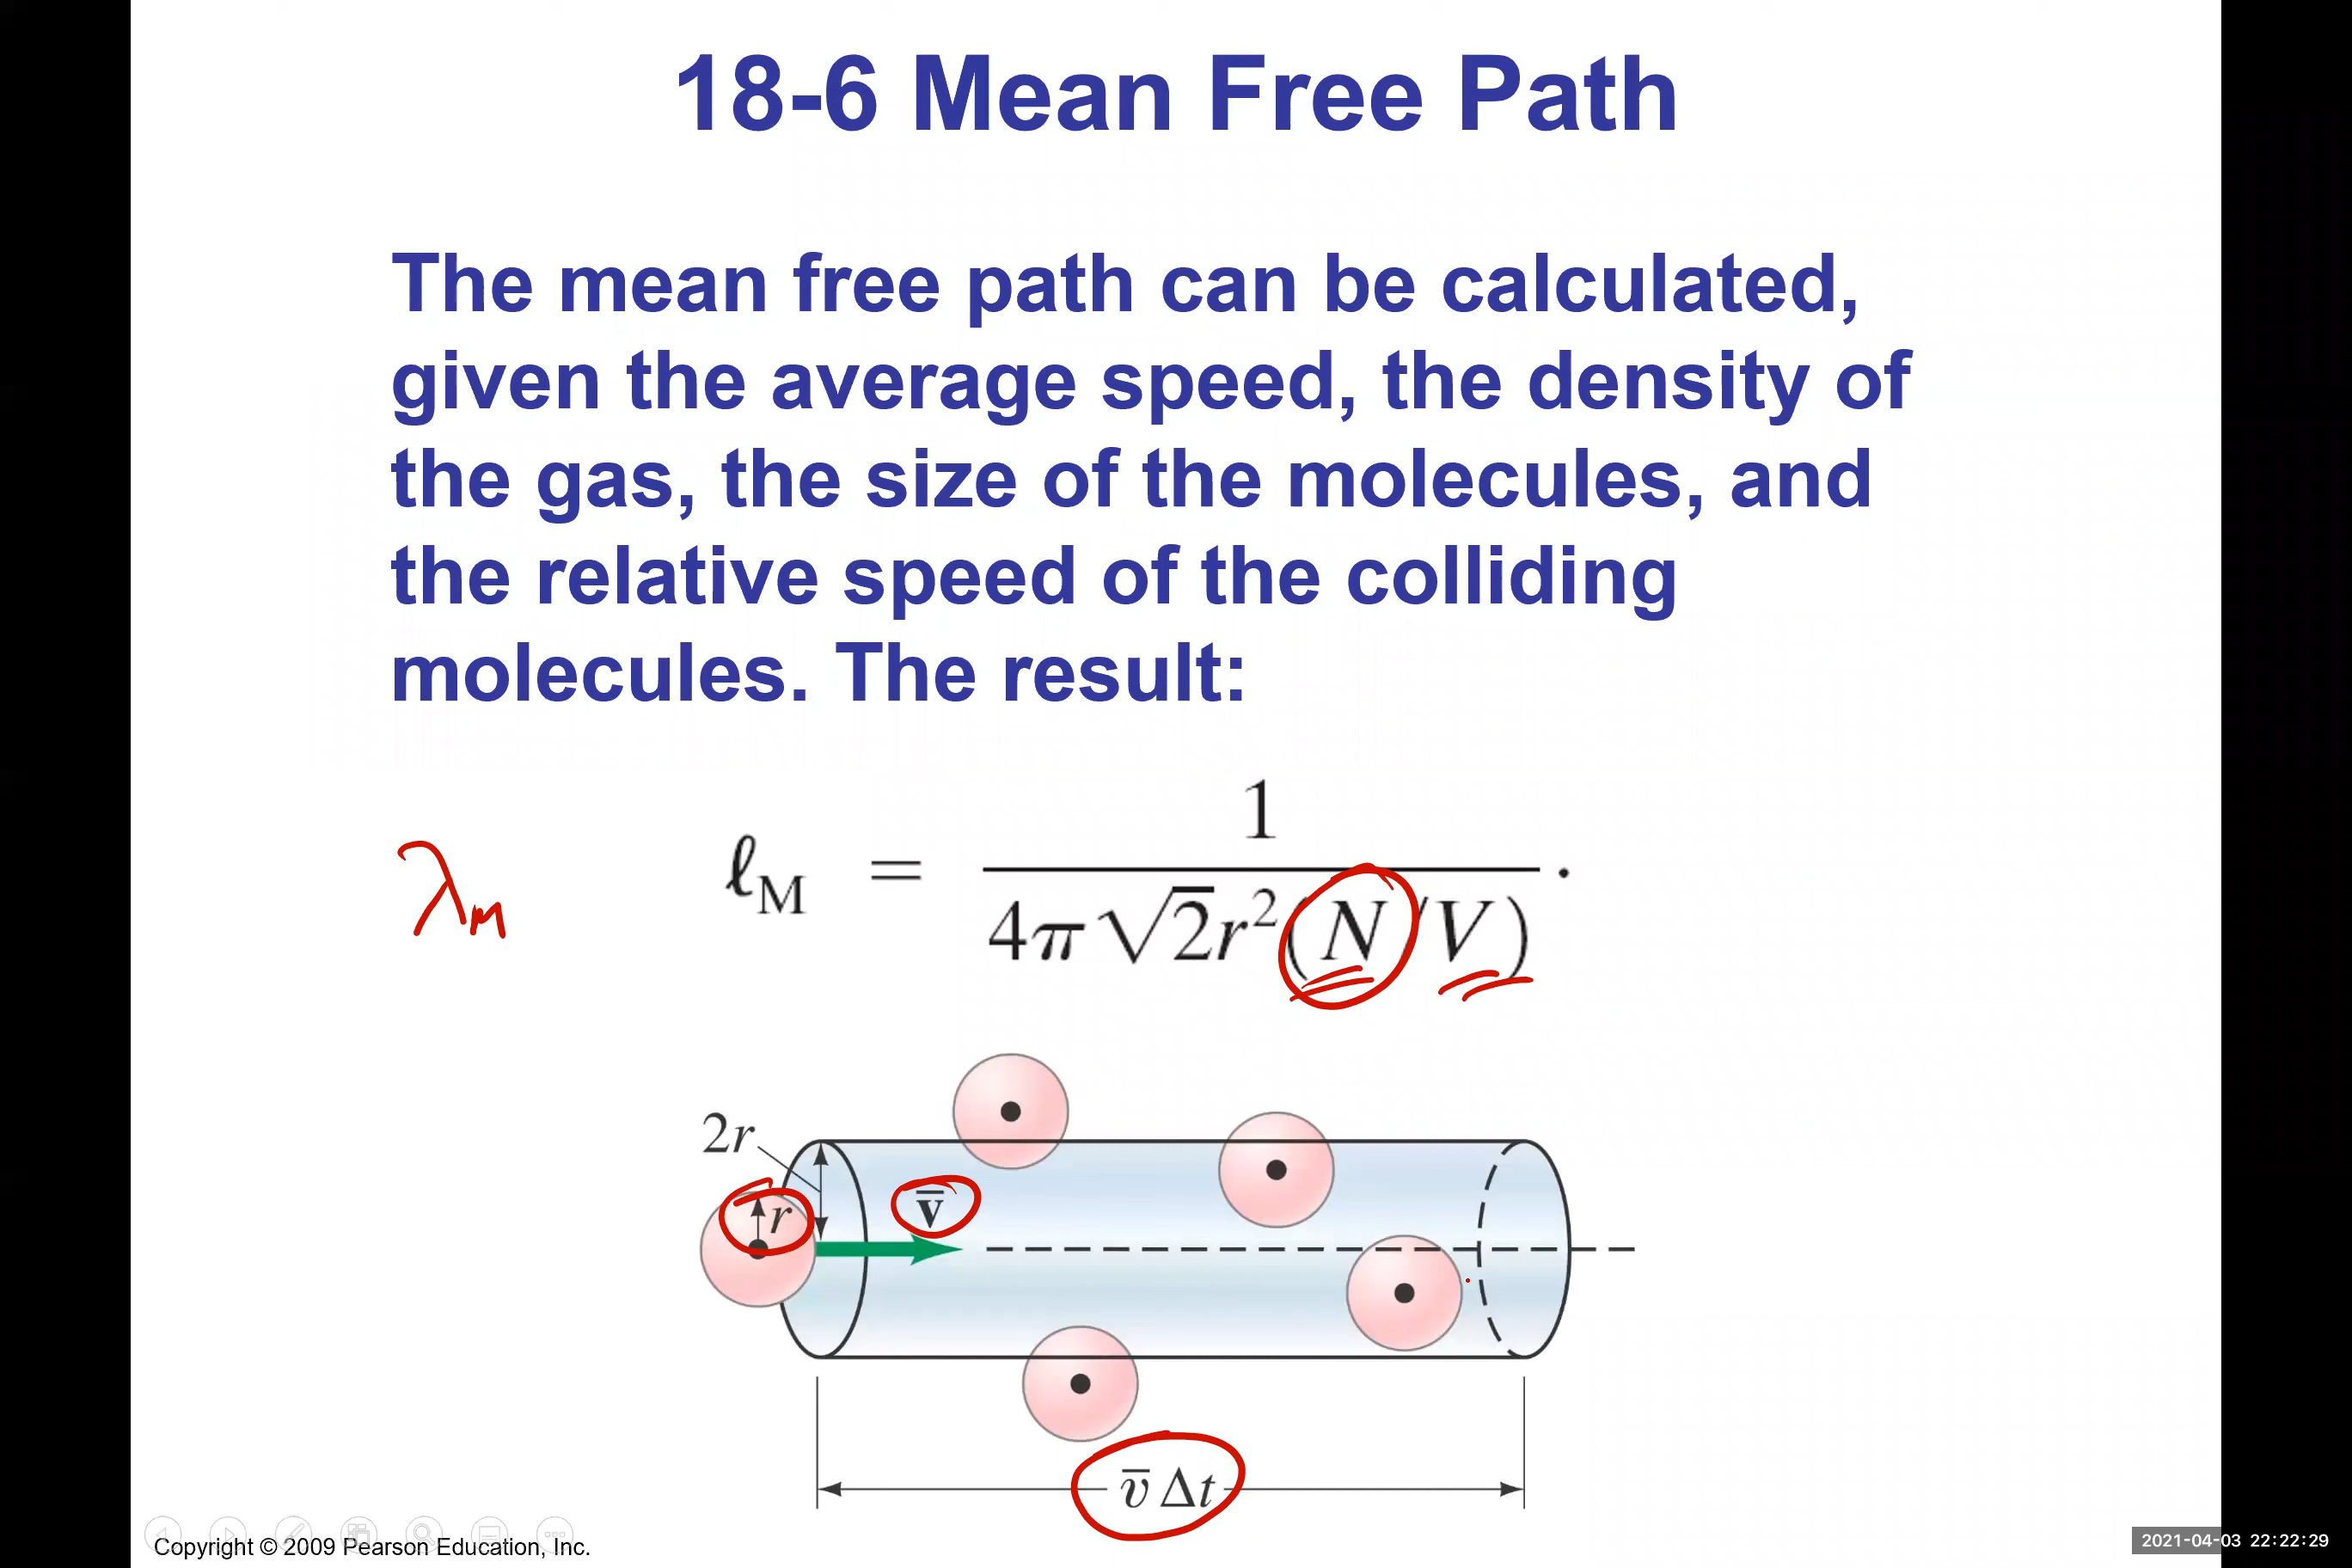 18-6 Mean Free Path
The mean free path can be calculated,
given the average speed, the density of
the gas, the size of the molecules, and
the relative speed of the colliding
molecules. The result:
λm
ℓM = 1 / 4π√2r²(N/V).
2r
r
v̄
v̄ Δt
Copyright © 2009 Pearson Education, Inc.
2021-04-03 22:22:29